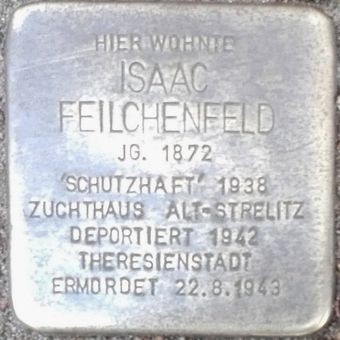 HIER WOHNTE
ISAAC
FEILCHENFELD
JG. 1872
'SCHUTZHAFT' 1938
ZUCHTHAUS ALT-STRELITZ
DEPORTIERT 1942
THERESIENSTADT
ERMORDET 22.8.1943